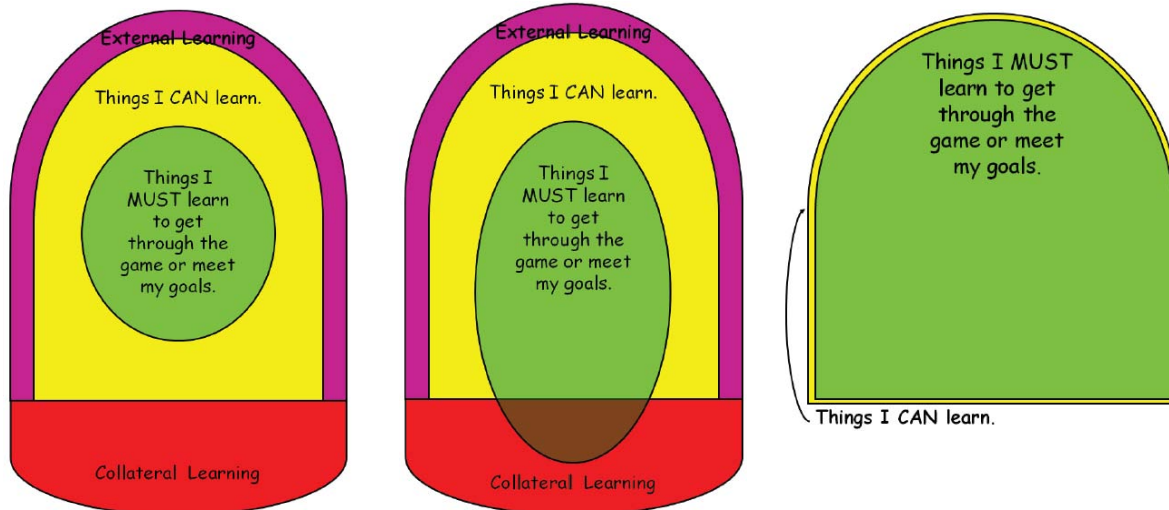 External Learning
Things I CAN learn.
Things I
MUST learn
to get
through the
game or meet
my goals.
Collateral Learning
External Learning
Things I CAN learn.
Things I
MUST learn
to get
through the
game or meet
my goals.
Collateral Learning
Things I MUST
learn to get
through the
game or meet
my goals.
Things I CAN learn.